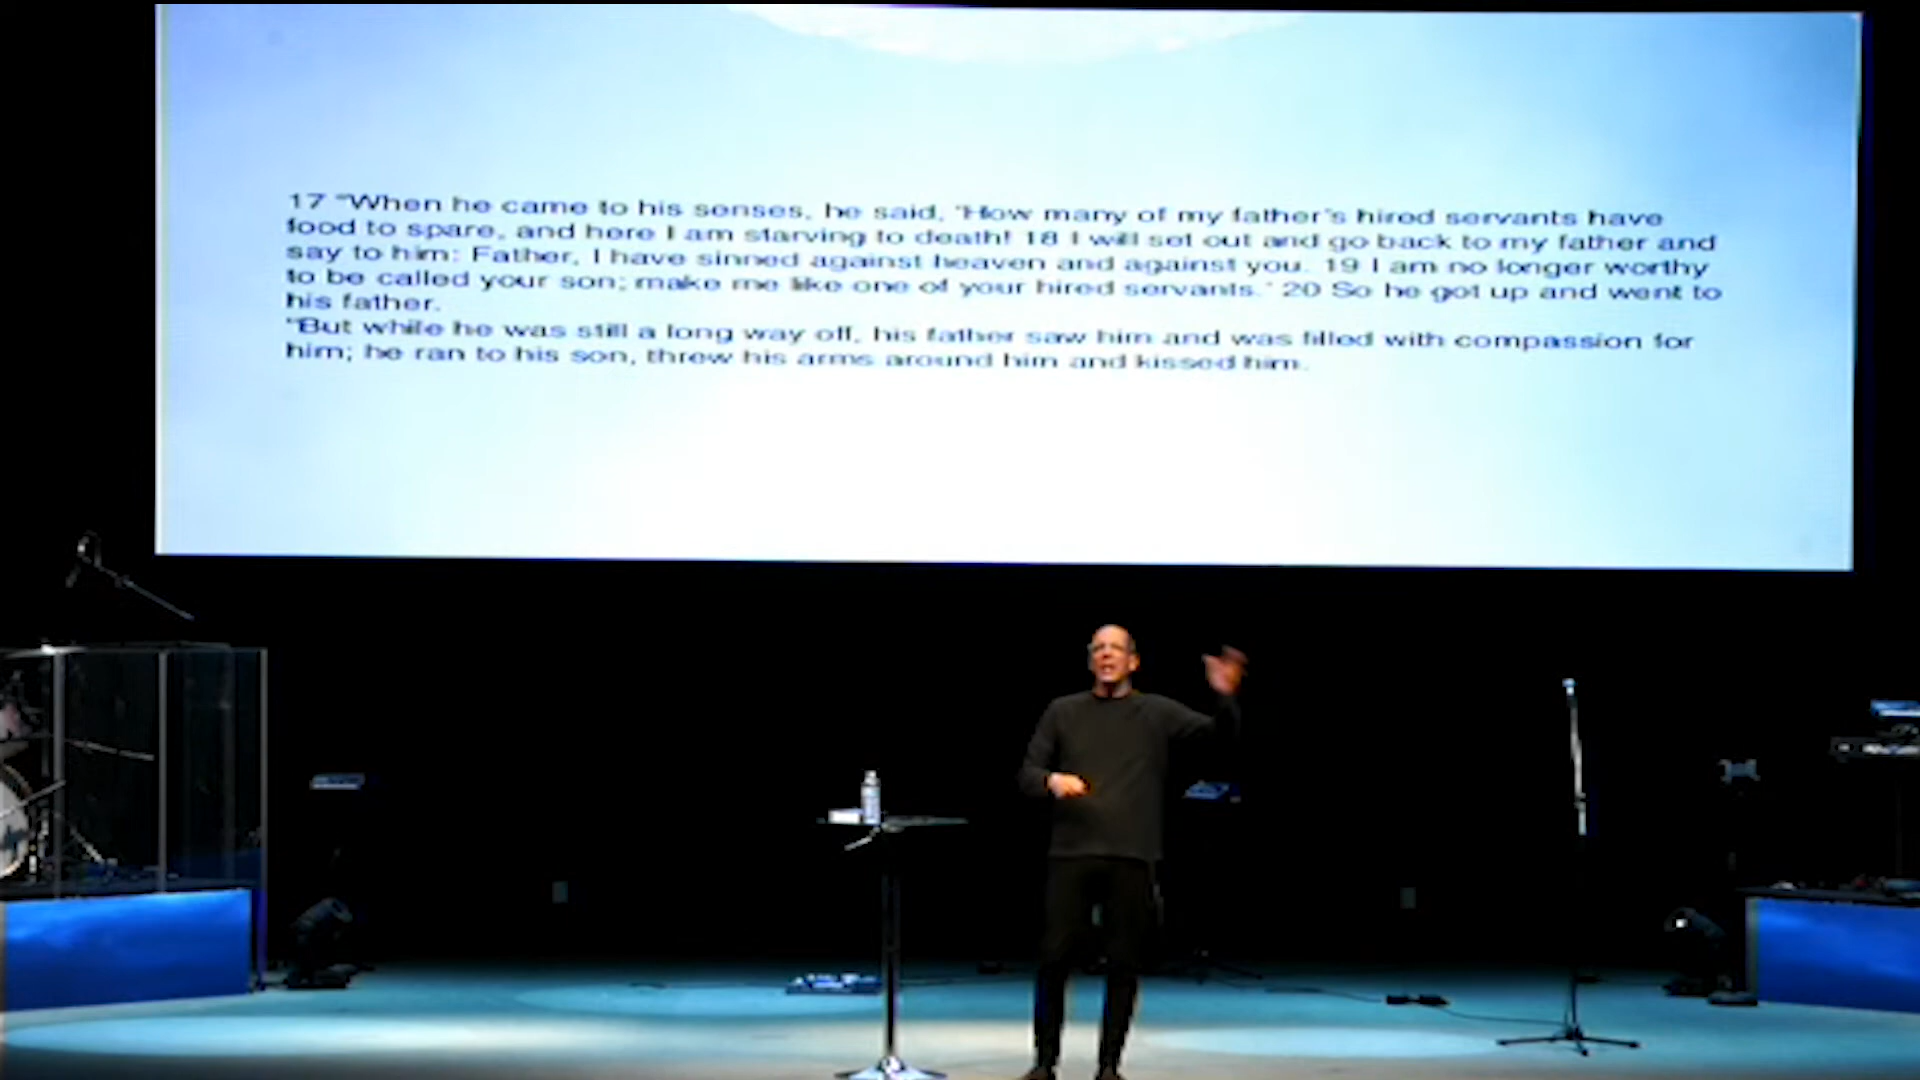 17 "When he came to his senses, he said, 'How many of my father's hired servants have
food to spare, and here I am starving to death! 18 I will set out and go back to my father and
say to him: Father, I have sinned against heaven and against you. 19 I am no longer worthy
to be called your son; make me like one of your hired servants.' 20 So he got up and went to
his father.
"But while he was still a long way off, his father saw him and was filled with compassion for
him; he ran to his son, threw his arms around him and kissed him.